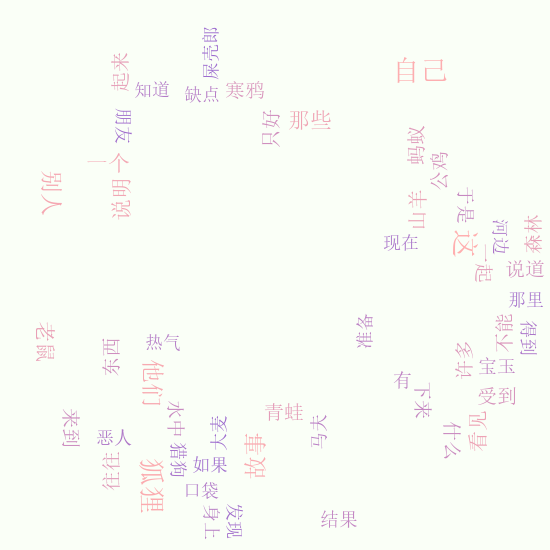 屎壳郎
起来
自己
知道
缺点
寒鸦
朋友
只好
那些
蚂蚁
一个
公鸡
别人
说明
山羊
于是
河边
森林
现在
这
一起
说道
那里
老鼠
准备
不能
得到
热气
东西
多计
宝玉
他们
有
下来
受到
青蛙
来到
水中
大麦
马夫
什么
看见
恶人
猎狗
故事
往往
狐狸
如果
口袋
身上
发现
结果